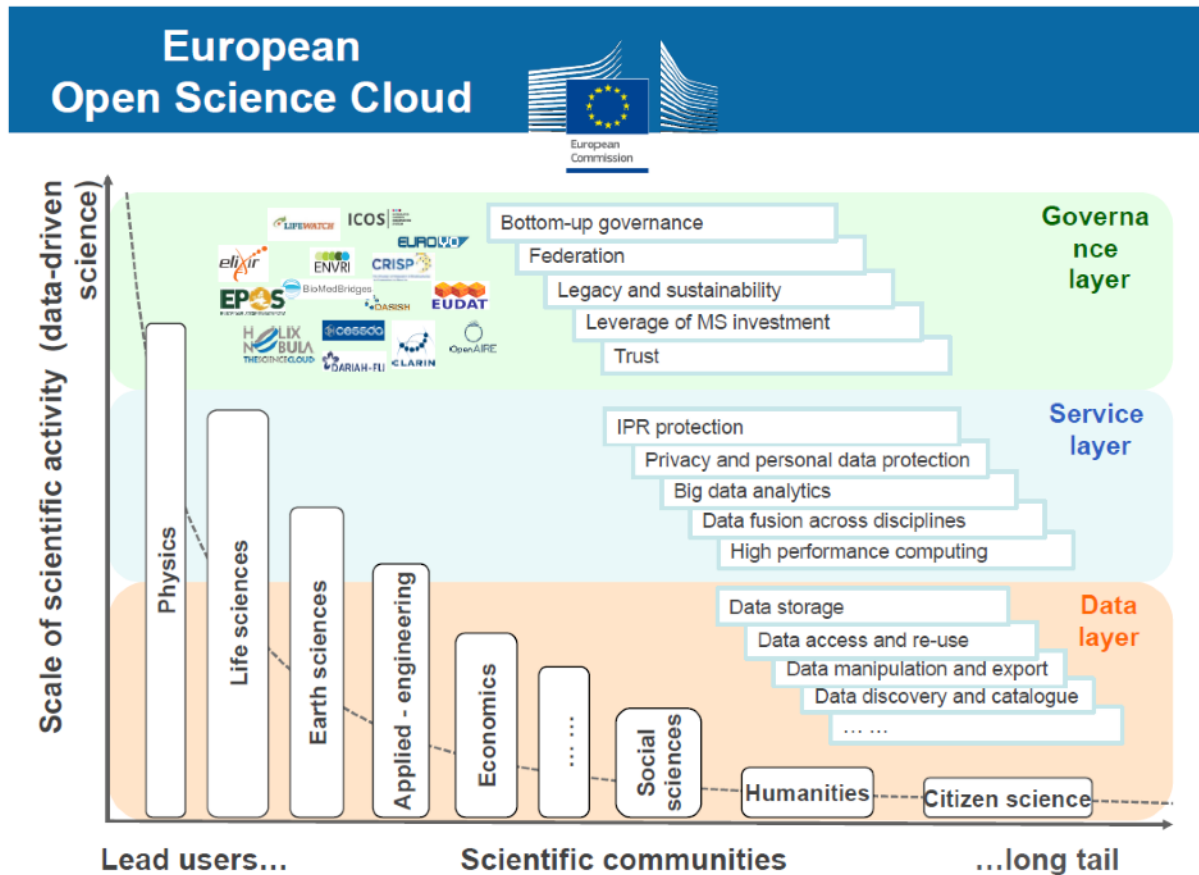 European
Open Science Cloud
European
Commission
Scale of scientific activity (data-driven
science)
LIFEWATCH
ICOS
EUROVO
elixir
ENVRI
CRISP
EPOS
BioMedBridges
DASISH
EUDAT
HELIX
NEBULA
THE SCIENCE CLOUD
cessda
DARIAH-EU
CLARIN
OpenAIRE
Bottom-up governance
Federation
Legacy and sustainability
Leverage of MS investment
Trust
Governa
nce
layer
IPR protection
Privacy and personal data protection
Big data analytics
Data fusion across disciplines
High performance computing
Service
layer
Data storage
Data access and re-use
Data manipulation and export
Data discovery and catalogue
... ...
Data
layer
Physics
Life sciences
Earth sciences
Applied - engineering
Economics
... ...
Social
sciences
Humanities
Citizen science
Lead users...
Scientific communities
...long tail